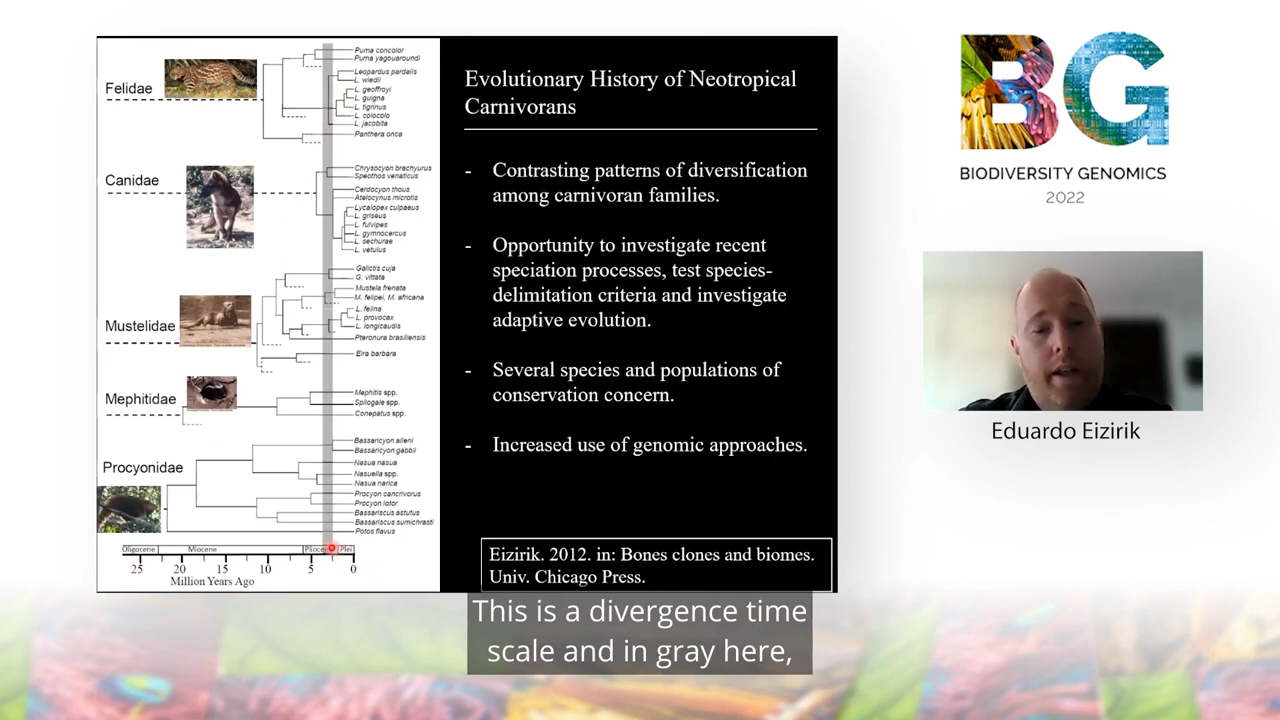 Felidae
Puma concolor
Puma yagouaroundi
Leopardus pardalis
L. wiedii
L. geoffroyi
L. guigna
L. tigrinus
L. colocolo
L. jacobita
Panthera onca
Canidae
Chrysocyon brachyurus
Speothos venaticus
Cerdocyon thous
Atelocynus microtis
Lycalopex culpaeus
L. griseus
L. fulvipes
L. gymnocercus
L. sechurae
L. vetulus
Mustelidae
Galictis cuja
G. vittata
Mustela frenata
M. felipei, M. africana
L. felina
L. provocax
L. longicaudis
Pteronura brasiliensis
Eira barbara
Mephitidae
Mephitis spp.
Spilogale spp.
Conepatus spp.
Procyonidae
Bassaricyon alleni
Bassaricyon gabbii
Nasua nasua
Nasuella spp.
Nasua narica
Procyon cancrivorus
Procyon lotor
Bassariscus astutus
Bassariscus sumichrasti
Potos flavus
Oligocene Miocene Plei
25 20 15 10 5 0
Million Years Ago
Evolutionary History of Neotropical
Carnivorans
- Contrasting patterns of diversification
among carnivoran families.
- Opportunity to investigate recent
speciation processes, test species-
delimitation criteria and investigate
adaptive evolution.
- Several species and populations of
conservation concern.
- Increased use of genomic approaches.
Eizirik. 2012. in: Bones clones and biomes.
Univ. Chicago Press.
BG
BIODIVERSITY GENOMICS
2022
Eduardo Eizirik
This is a divergence time
scale and in gray here,